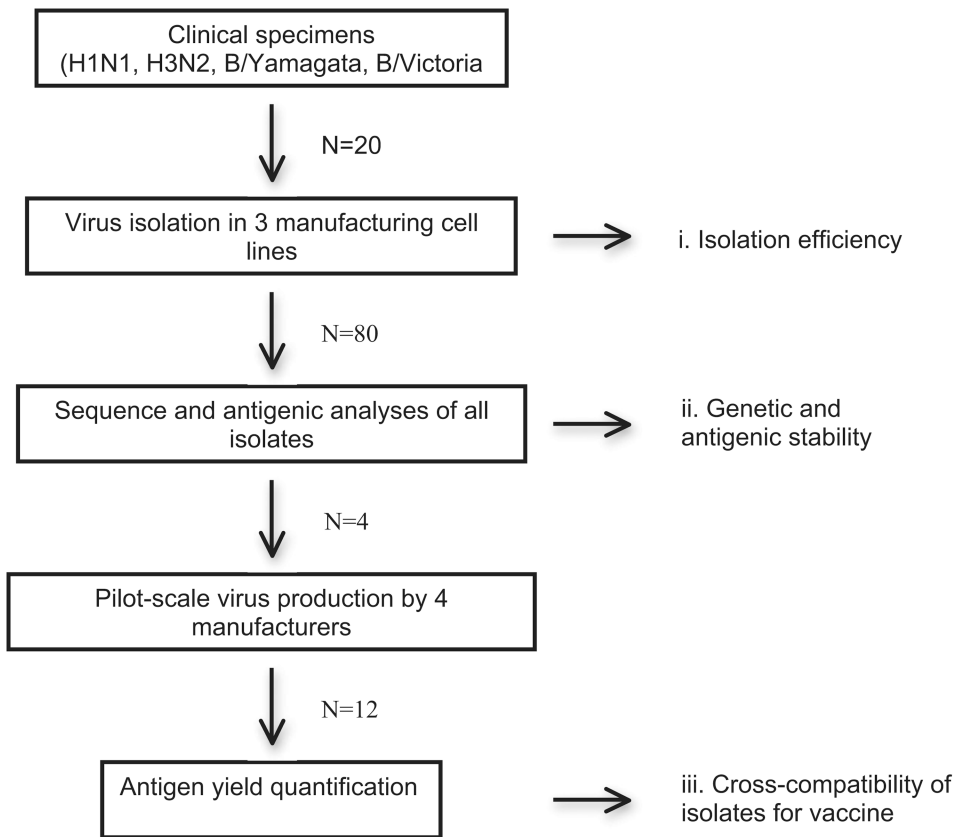 Clinical specimens
(H1N1, H3N2, B/Yamagata, B/Victoria
N=20
Virus isolation in 3 manufacturing cell
lines
i. Isolation efficiency
N=80
Sequence and antigenic analyses of all
isolates
ii. Genetic and
antigenic stability
N=4
Pilot-scale virus production by 4
manufacturers
N=12
Antigen yield quantification
iii. Cross-compatibility of
isolates for vaccine